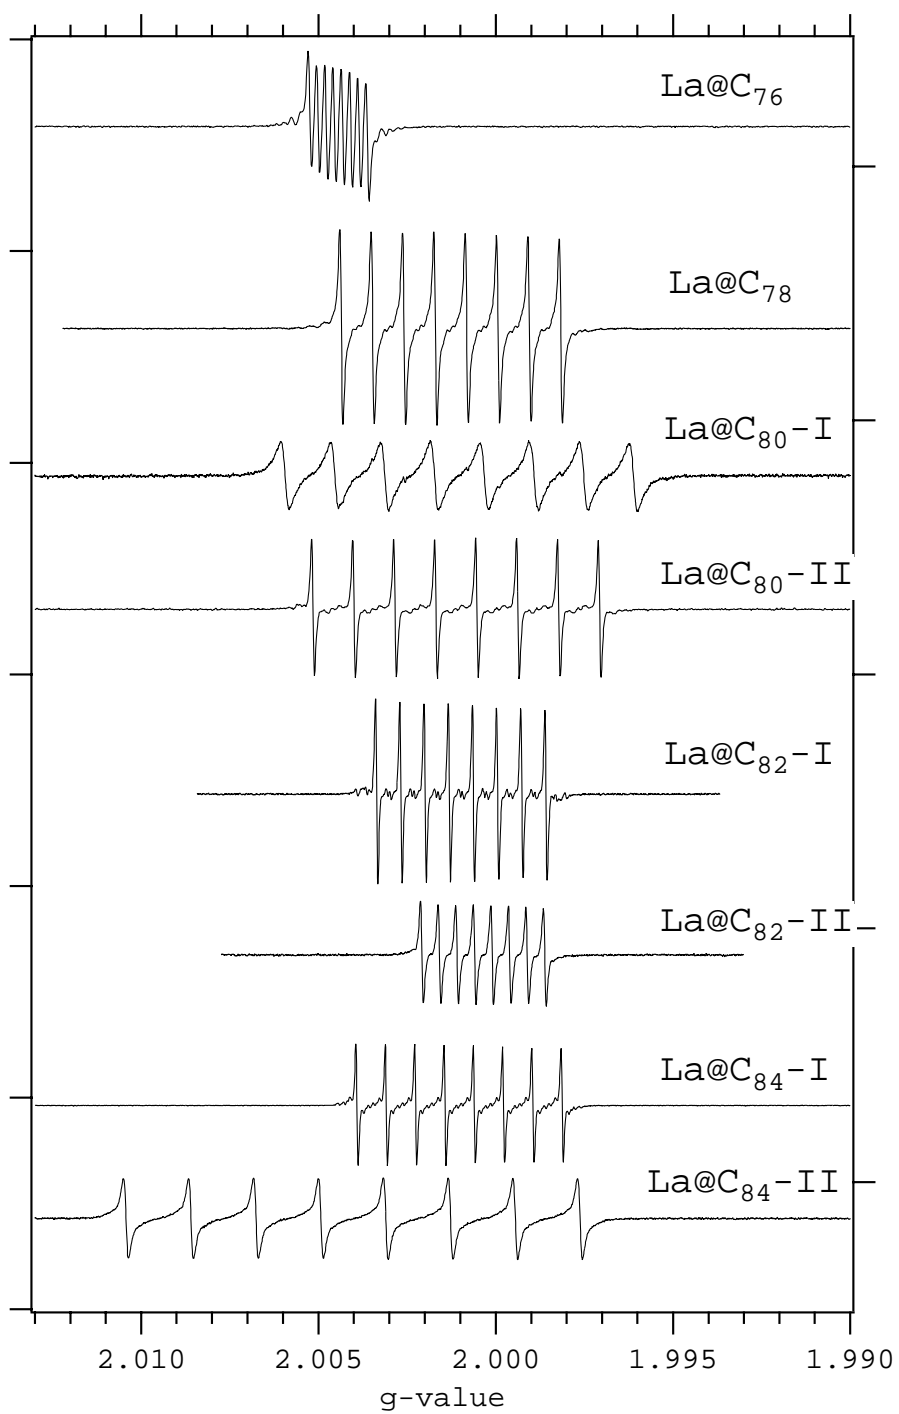 La@C₇₆
La@C₇₈
La@C₈₀-I
La@C₈₀-II
La@C₈₂-I
La@C₈₂-II
La@C₈₄-I
La@C₈₄-II
2.010 2.005 2.000 1.995 1.990
g-value